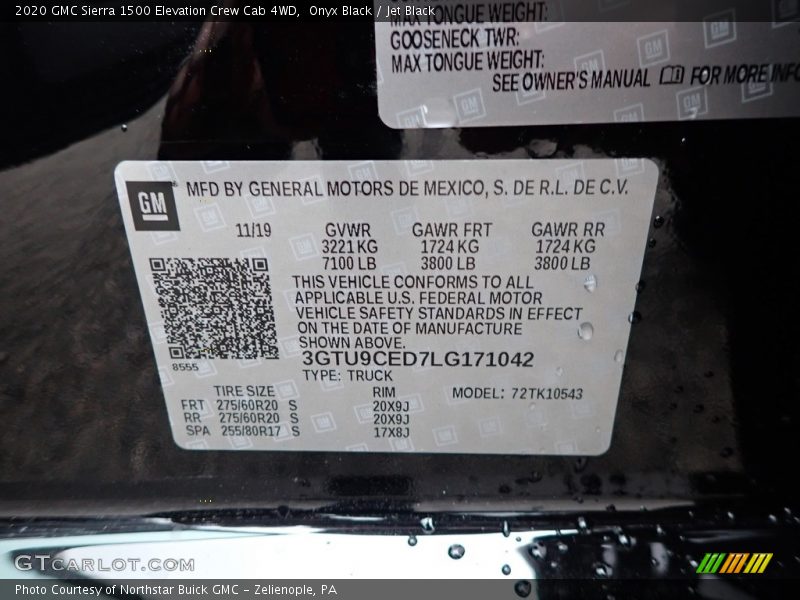 2020 GMC Sierra 1500 Elevation Crew Cab 4WD, Onyx Black / Jet Black
MAX TONGUE WEIGHT:
GOOSENECK TWR:
MAX TONGUE WEIGHT:
SEE OWNER'S MANUAL FOR MORE INFO
GM MFD BY GENERAL MOTORS DE MEXICO, S. DE R.L. DE C.V.
11/19 GVWR GAWR FRT GAWR RR
3221 KG 1724 KG 1724 KG
7100 LB 3800 LB 3800 LB
THIS VEHICLE CONFORMS TO ALL
APPLICABLE U.S. FEDERAL MOTOR
VEHICLE SAFETY STANDARDS IN EFFECT
ON THE DATE OF MANUFACTURE
SHOWN ABOVE.
3GTU9CED7LG171042
8555
TYPE: TRUCK
TIRE SIZE RIM MODEL: 72TK10543
FRT 275/60R20 S 20X9J
RR 275/60R20 S 20X9J
SPA 255/80R17 S 17X8J
GTCARLOT.COM
Photo Courtesy of Northstar Buick GMC - Zelienople, PA